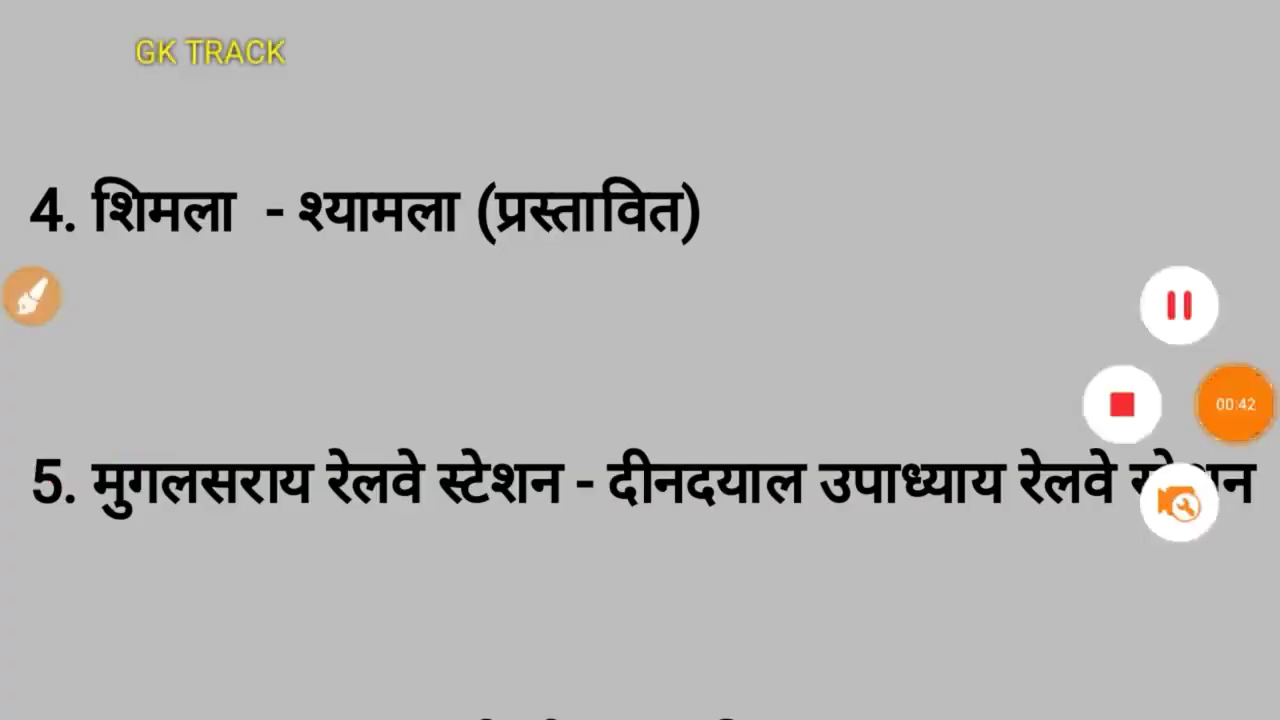 GK TRACK
4. शिमला - श्यामला (प्रस्तावित)
00:42
5. मुगलसराय रेलवे स्टेशन - दीनदयाल उपाध्याय रेलवे